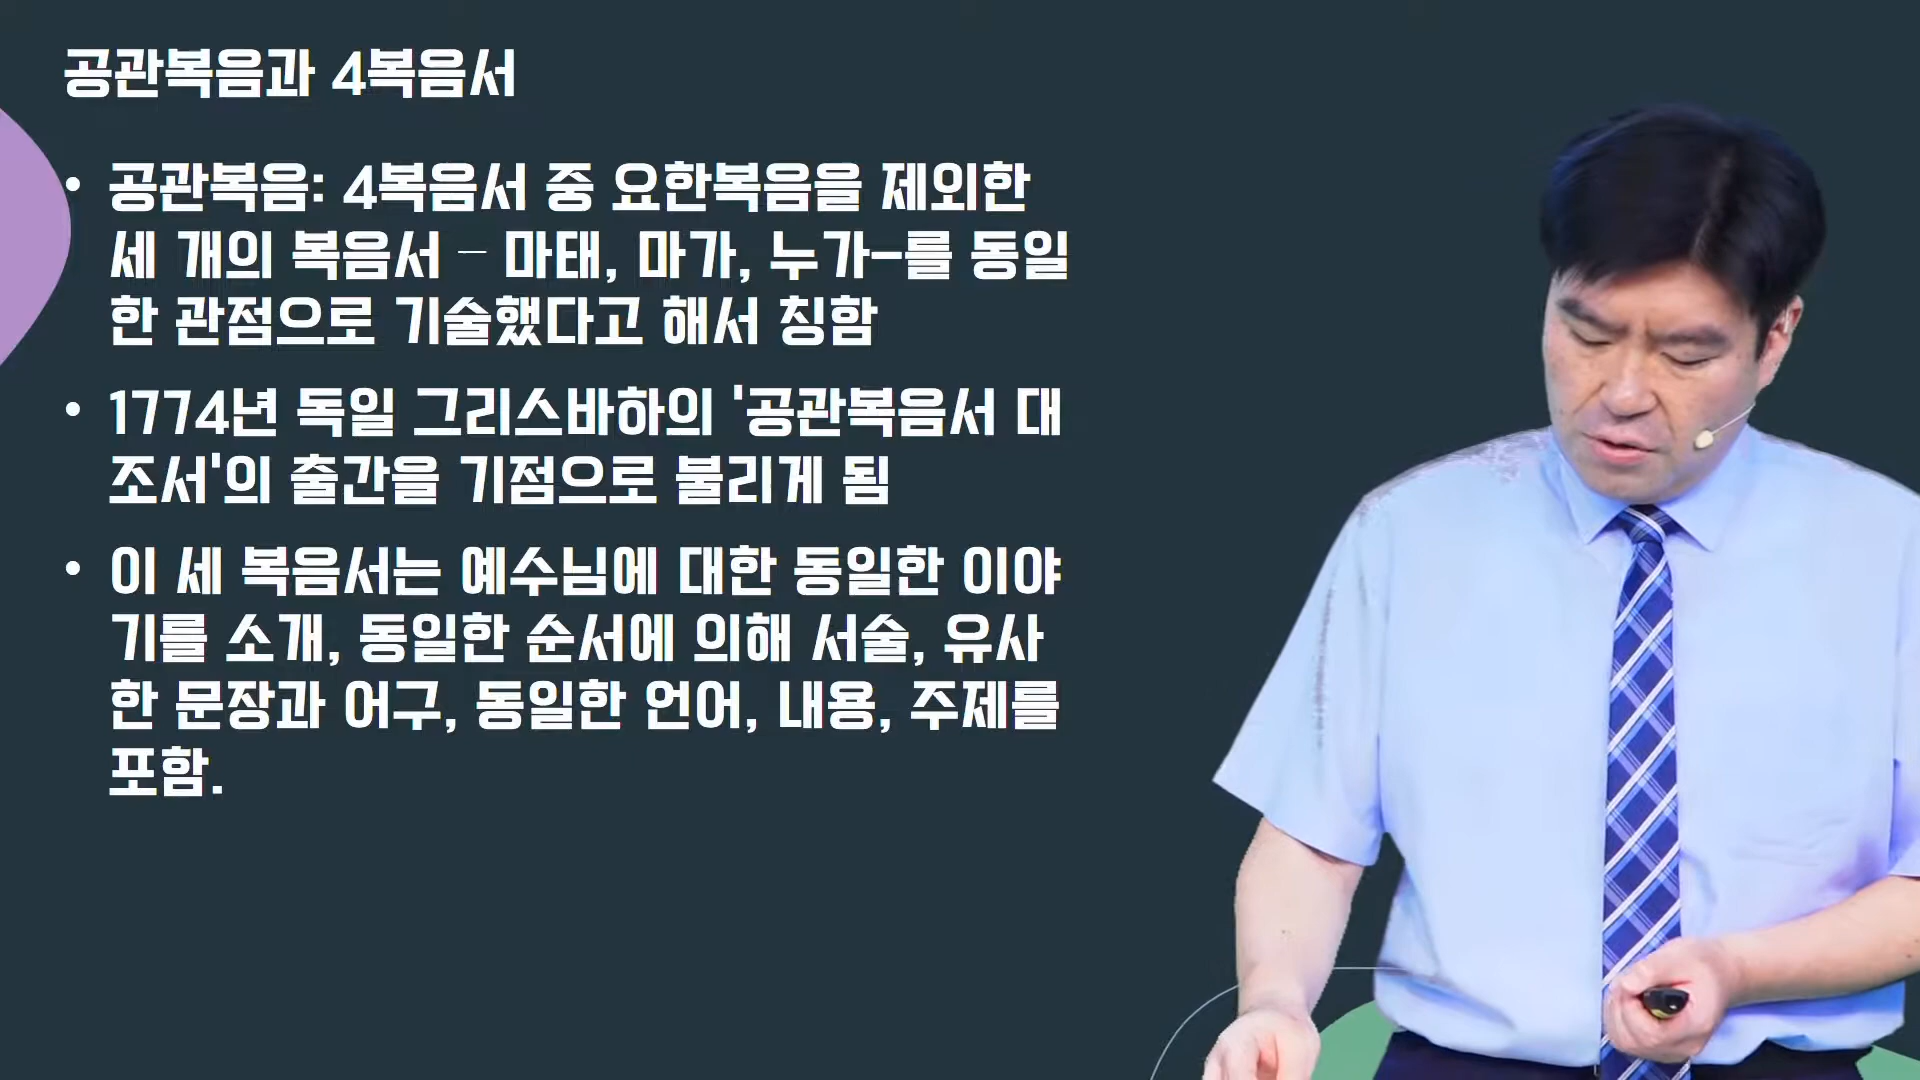 공관복음과 4복음서
• 공관복음: 4복음서 중 요한복음을 제외한
세 개의 복음서 – 마태, 마가, 누가–를 동일
한 관점으로 기술했다고 해서 칭함
• 1774년 독일 그리스바하의 '공관복음서 대
조서'의 출간을 기점으로 불리게 됨
• 이 세 복음서는 예수님에 대한 동일한 이야
기를 소개, 동일한 순서에 의해 서술, 유사
한 문장과 어구, 동일한 언어, 내용, 주제를
포함.